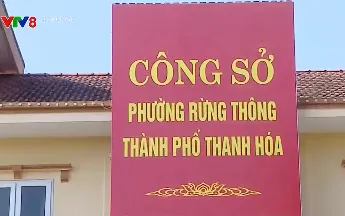 VTV8
CÔNG SỞ
PHƯỜNG RỪNG THÔNG
THÀNH PHỐ THANH HÓA